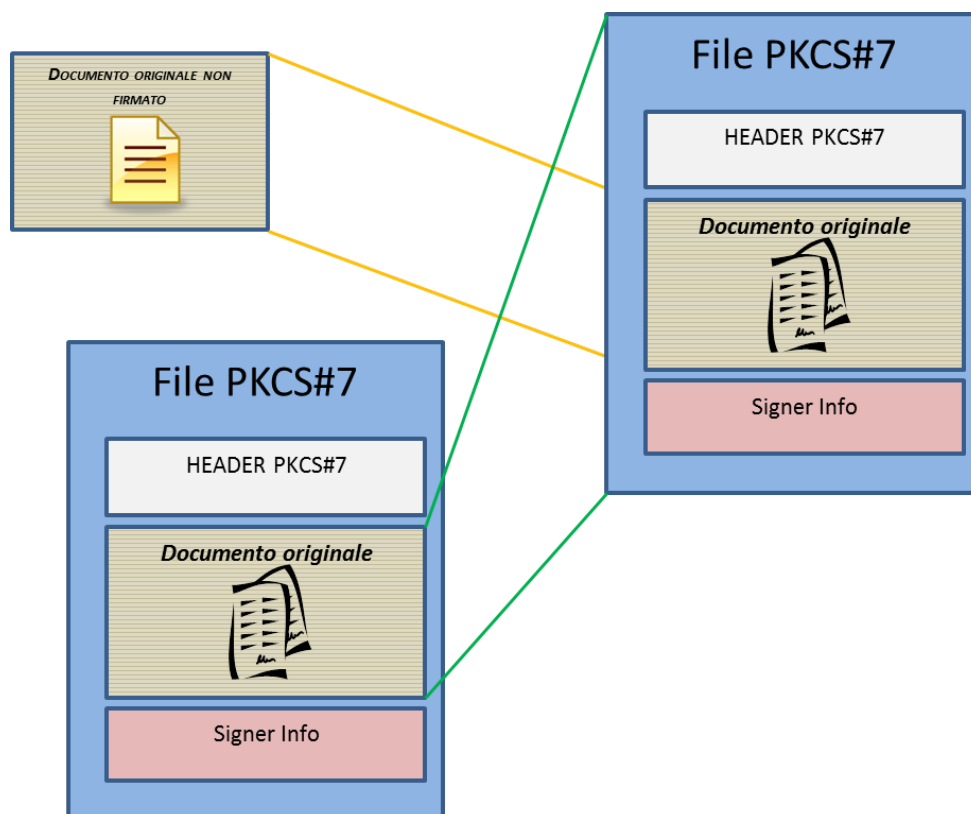 DOCUMENTO ORIGINALE NON
FIRMATO
File PKCS#7
HEADER PKCS#7
Documento originale
Signer Info
File PKCS#7
HEADER PKCS#7
Documento originale
Signer Info